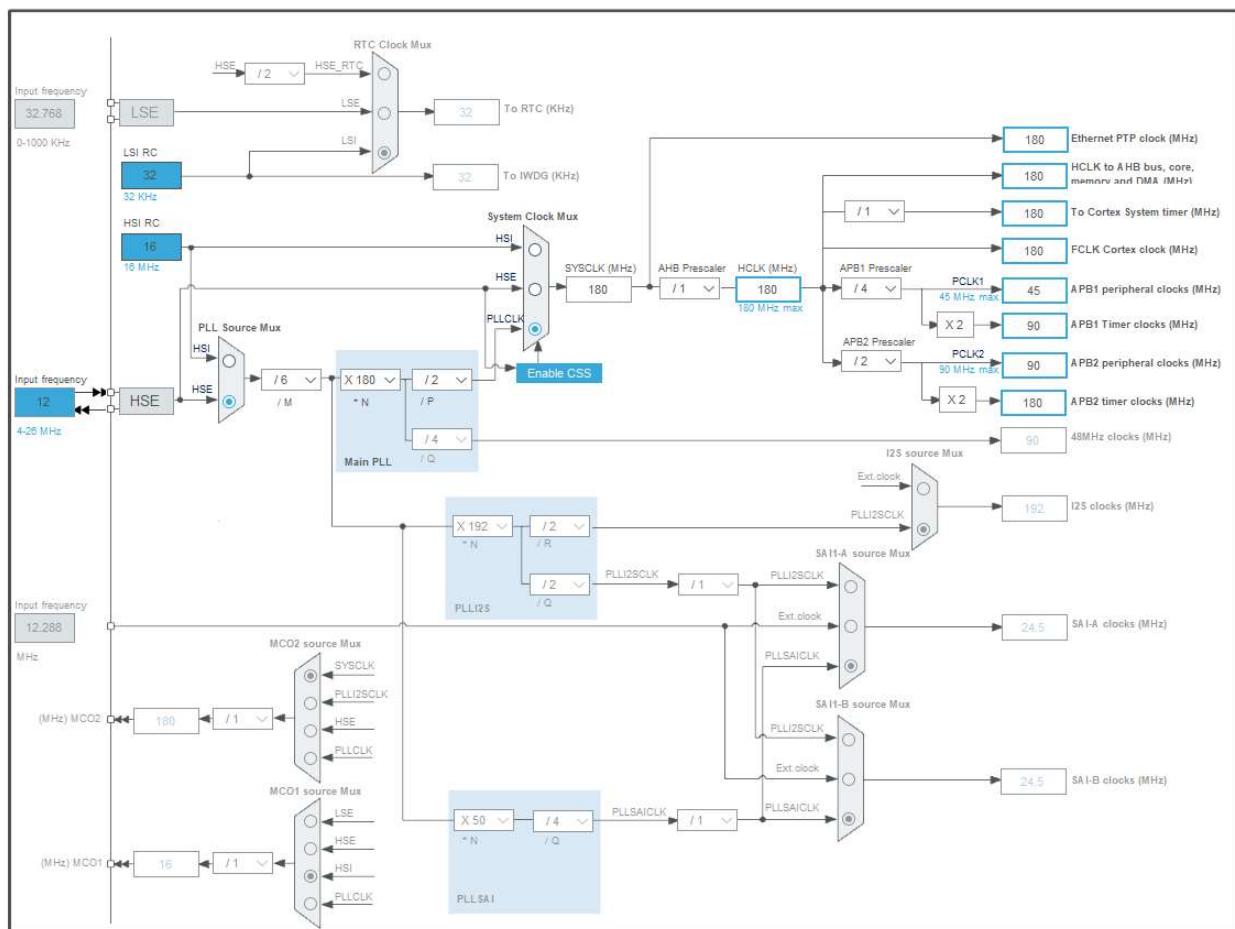 RTC Clock Mux
HSE
/ 2
HSE_RTC
Input frequency
32.768
0-1000 KHz
LSE
LSE
32
To RTC (KHz)
LSI RC
32
32 KHz
LSI
32
To IWDG (KHz)
HSI RC
16
16 MHz
System Clock Mux
HSI
HSE
PLLCLK
Enable CSS
SYSCLK (MHz)
180
AHB Prescaler
/ 1
HCLK (MHz)
180
180 MHz max
180
Ethernet PTP clock (MHz)
180
HCLK to AHB bus, core,
memory and DMA (MHz)
/ 1
180
To Cortex System timer (MHz)
180
FCLK Cortex clock (MHz)
APB1 Prescaler
/ 4
PCLK1
45 MHz max
45
APB1 peripheral clocks (MHz)
X 2
90
APB1 Timer clocks (MHz)
APB2 Prescaler
/ 2
PCLK2
90 MHz max
90
APB2 peripheral clocks (MHz)
X 2
180
APB2 timer clocks (MHz)
PLL Source Mux
HSI
HSE
Input frequency
12
4-26 MHz
HSE
/ 6
/ M
X 180
* N
/ 2
/ P
/ 4
/ Q
Main PLL
90
48MHz clocks (MHz)
I2S source Mux
Ext.clock
PLLI2SCLK
192
I2S clocks (MHz)
X 192
* N
/ 2
/ R
/ 2
/ Q
PLLI2S
PLLI2SCLK
/ 1
SAI1-A source Mux
PLLI2SCLK
Ext.clock
PLLSAICLK
24.5
SAI-A clocks (MHz)
Input frequency
12.288
MHz
MCO2 source Mux
SYSCLK
PLLI2SCLK
HSE
PLLCLK
(MHz) MCO2
180
/ 1
SAI1-B source Mux
PLLI2SCLK
Ext.clock
PLLSAICLK
24.5
SAI-B clocks (MHz)
MCO1 source Mux
LSE
HSE
HSI
PLLCLK
(MHz) MCO1
16
/ 1
X 50
* N
/ 4
/ Q
PLLSAI
PLLSAICLK
/ 1